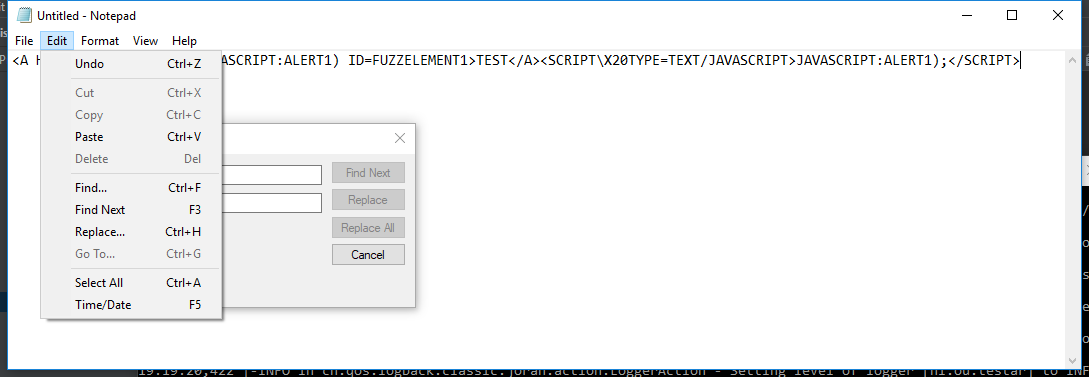 Untitled - Notepad
File Edit Format View Help
<A ASCRIPT:ALERT1) ID=FUZZELEMENT1>TEST</A><SCRIPT\X20TYPE=TEXT/JAVASCRIPT>JAVASCRIPT:ALERT1);</SCRIPT>
Undo Ctrl+Z
Cut Ctrl+X
Copy Ctrl+C
Paste Ctrl+V
Delete Del
Find... Ctrl+F
Find Next F3
Replace... Ctrl+H
Go To... Ctrl+G
Select All Ctrl+A
Time/Date F5
Find Next
Replace
Replace All
Cancel
19:19:20,422 |-INFO in ch.qos.logback.classic.joran.action.LoggerAction - Setting level of logger [nl.ou.testar] to INF